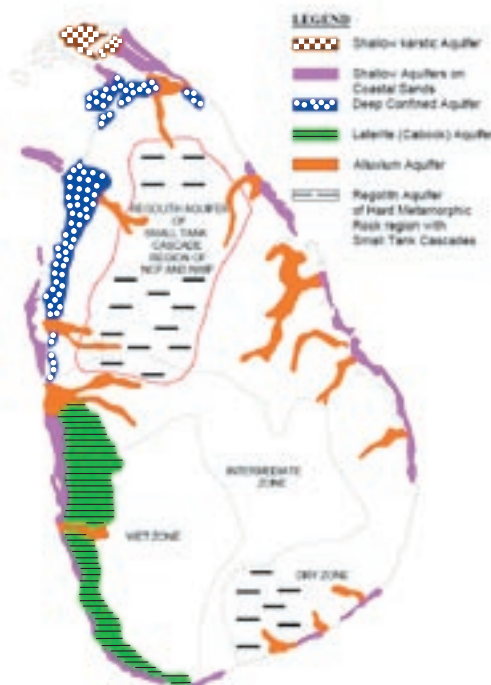 LEGEND
Shallow karstic Aquifer
Shallow Aquifers on
Coastal Sands
Deep Confined Aquifer
Laterite (Cabook) Aquifer
Alluvium Aquifer
Regolith Aquifer
of Hard Metamorphic
Rock region with
Small Tank Cascades
REGOLITH AQUIFER
OF
SMALL TANK
CASCADE
REGION OF
NCP AND NWP
INTERMEDIATE
ZONE
WET ZONE
DRY ZONE